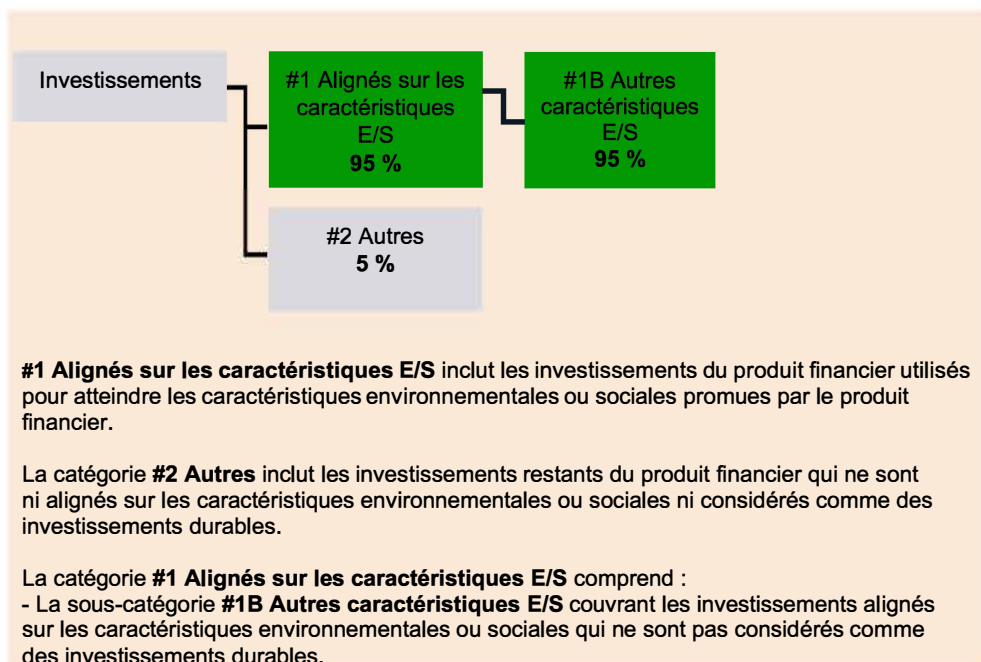 Investissements
#1 Alignés sur les
caractéristiques
E/S
95 %
#1B Autres
caractéristiques
E/S
95 %
#2 Autres
5 %
#1 Alignés sur les caractéristiques E/S inclut les investissements du produit financier utilisés
pour atteindre les caractéristiques environnementales ou sociales promues par le produit
financier.
La catégorie #2 Autres inclut les investissements restants du produit financier qui ne sont
ni alignés sur les caractéristiques environnementales ou sociales ni considérés comme des
investissements durables.
La catégorie #1 Alignés sur les caractéristiques E/S comprend :
- La sous-catégorie #1B Autres caractéristiques E/S couvrant les investissements alignés
sur les caractéristiques environnementales ou sociales qui ne sont pas considérés comme
des investissements durables.